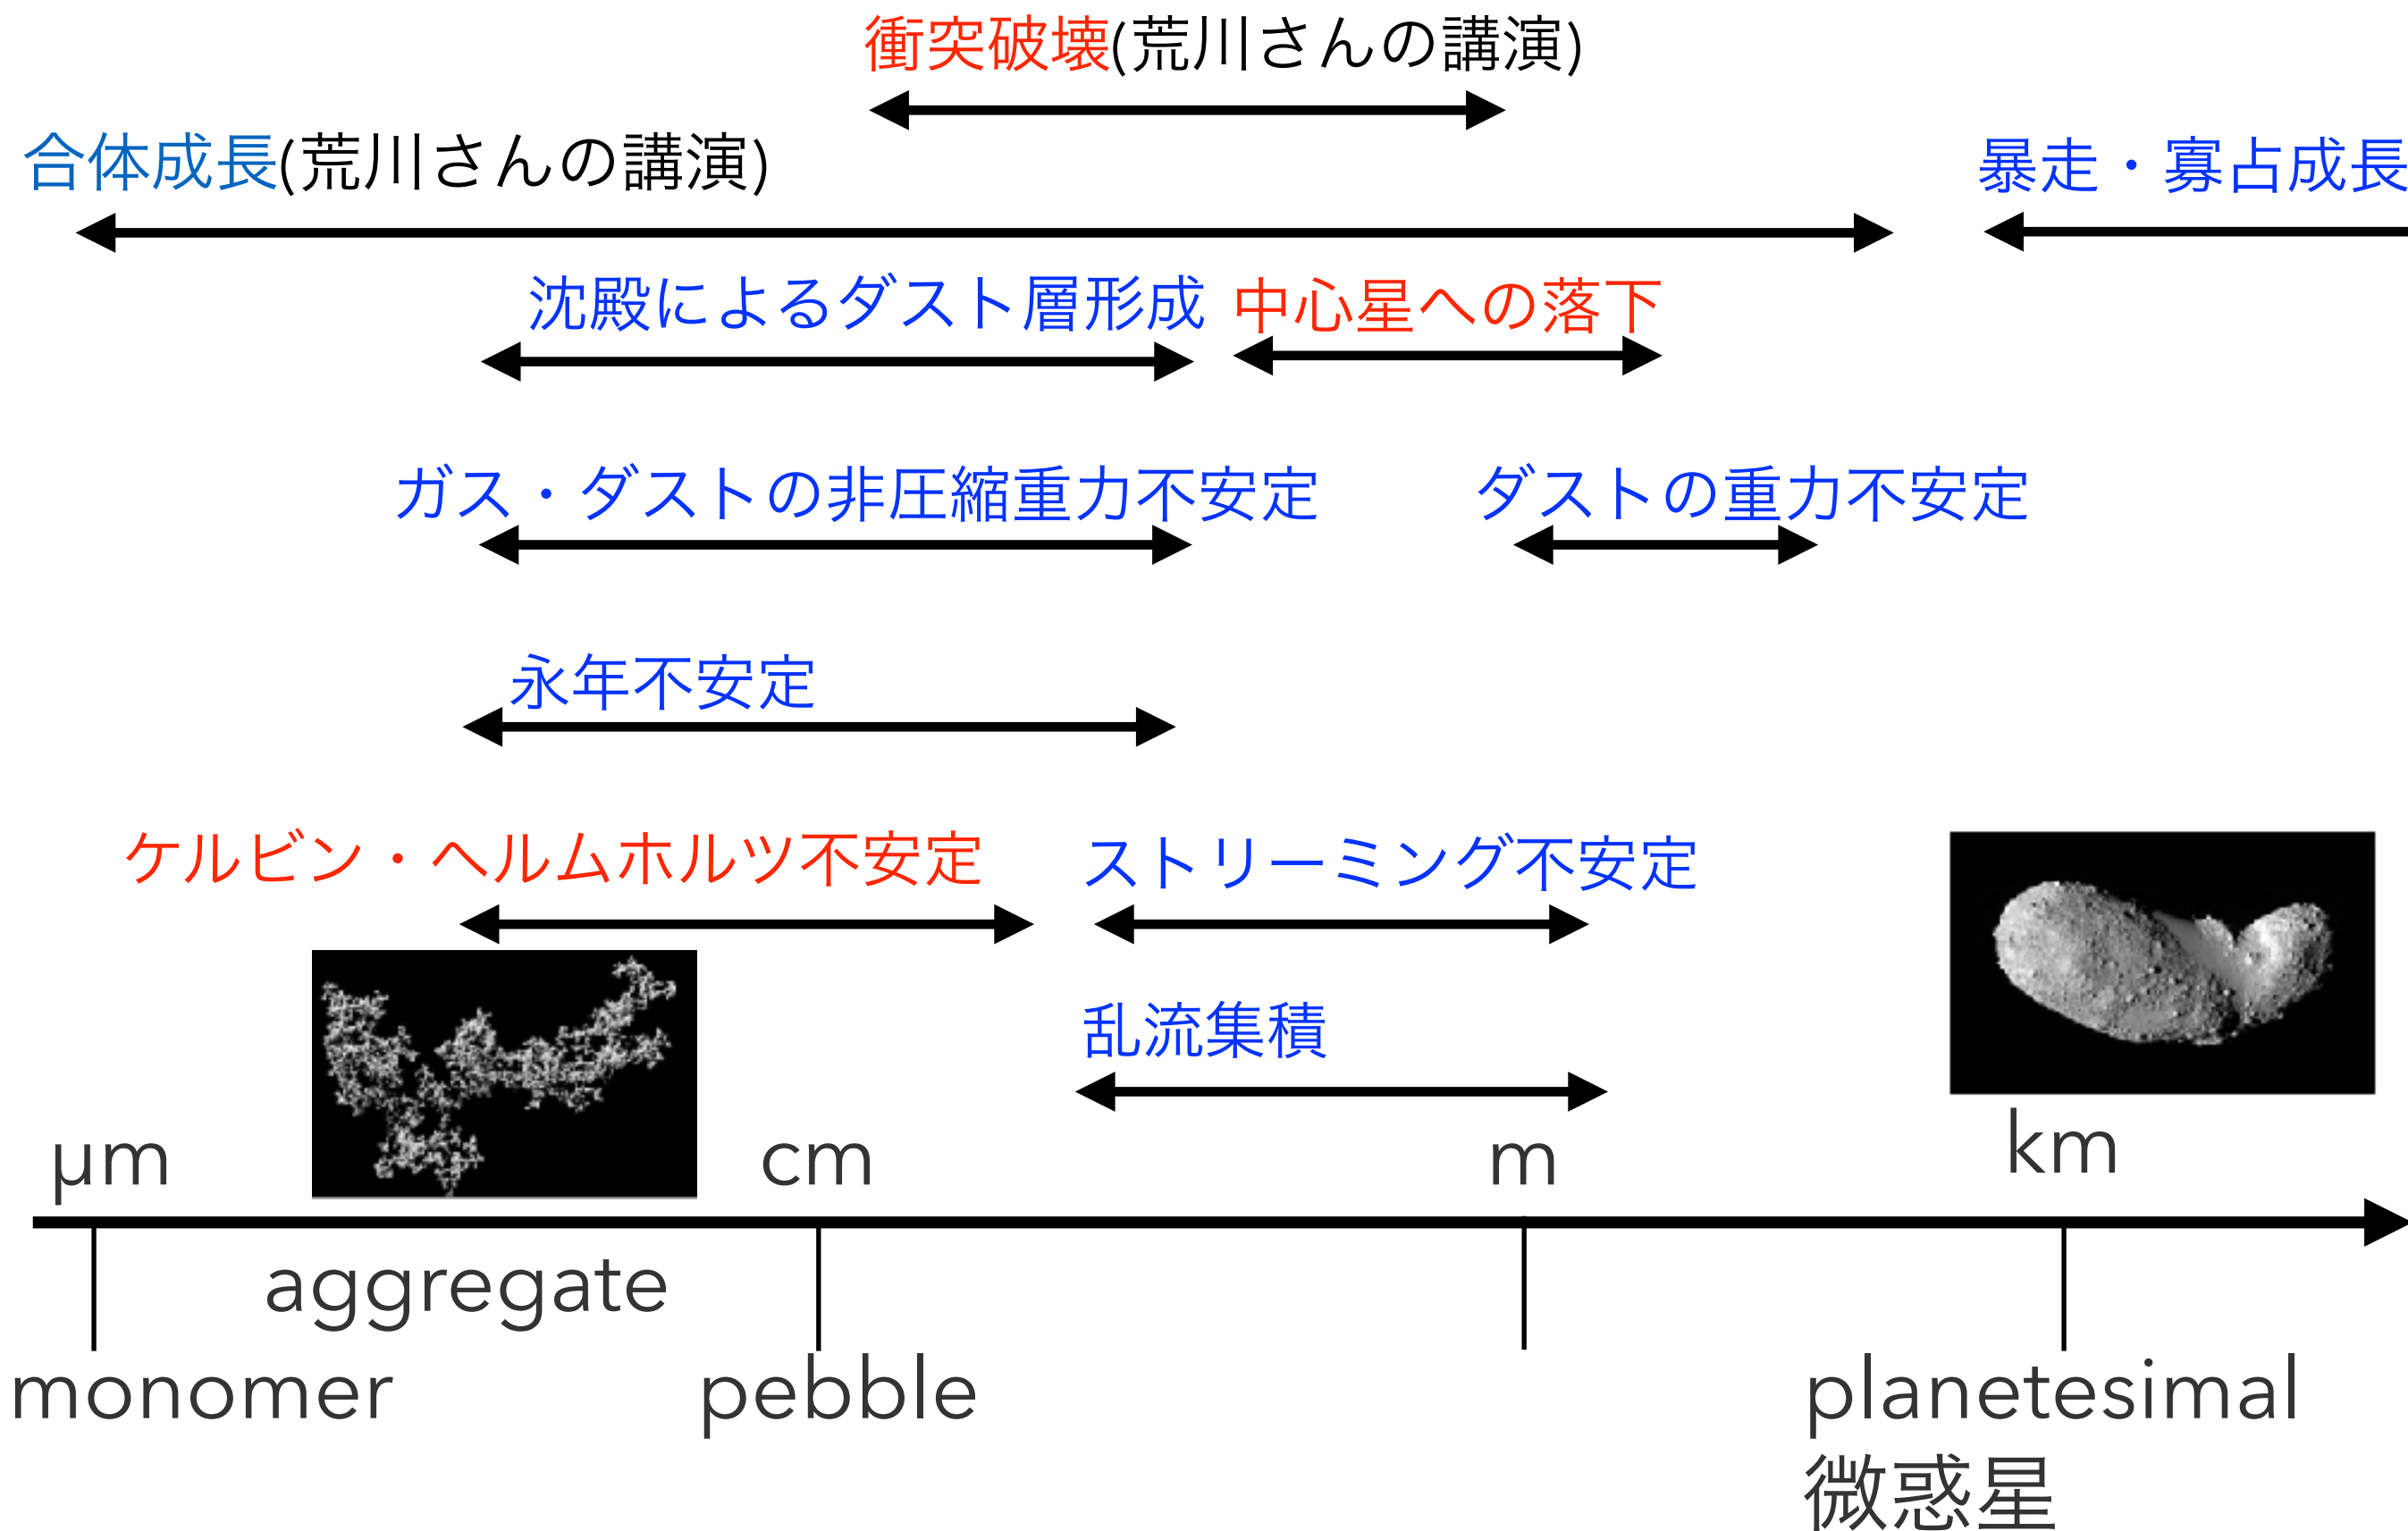 衝突破壊(荒川さんの講演)
合体成長(荒川さんの講演)
暴走・寡占成長
沈殿によるダスト層形成
中心星への落下
ガス・ダストの非圧縮重力不安定
ダストの重力不安定
永年不安定
ケルビン・ヘルムホルツ不安定
ストリーミング不安定
乱流集積
μm
cm
m
km
aggregate
monomer
pebble
planetesimal
微惑星